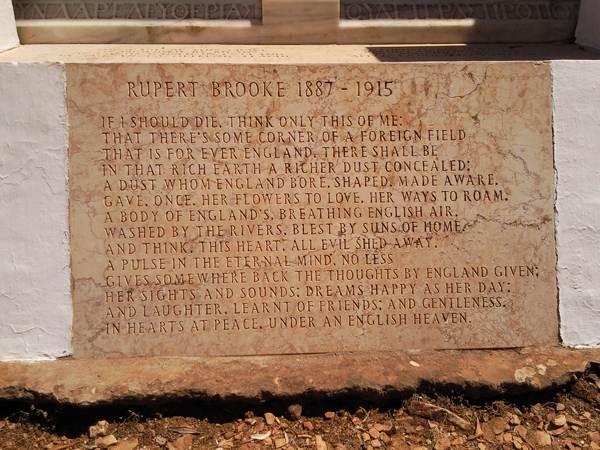 RUPERT BROOKE 1887 - 1915
IF I SHOULD DIE, THINK ONLY THIS OF ME:
THAT THERE'S SOME CORNER OF A FOREIGN FIELD
THAT IS FOR EVER ENGLAND. THERE SHALL BE
IN THAT RICH EARTH A RICHER DUST CONCEALED;
A DUST WHOM ENGLAND BORE, SHAPED, MADE AWARE,
GAVE, ONCE, HER FLOWERS TO LOVE, HER WAYS TO ROAM,
A BODY OF ENGLAND'S, BREATHING ENGLISH AIR,
WASHED BY THE RIVERS, BLEST BY SUNS OF HOME.
AND THINK, THIS HEART, ALL EVIL SHED AWAY,
A PULSE IN THE ETERNAL MIND, NO LESS
GIVES SOMEWHERE BACK THE THOUGHTS BY ENGLAND GIVEN;
HER SIGHTS AND SOUNDS; DREAMS HAPPY AS HER DAY;
AND LAUGHTER, LEARNT OF FRIENDS; AND GENTLENESS,
IN HEARTS AT PEACE, UNDER AN ENGLISH HEAVEN.